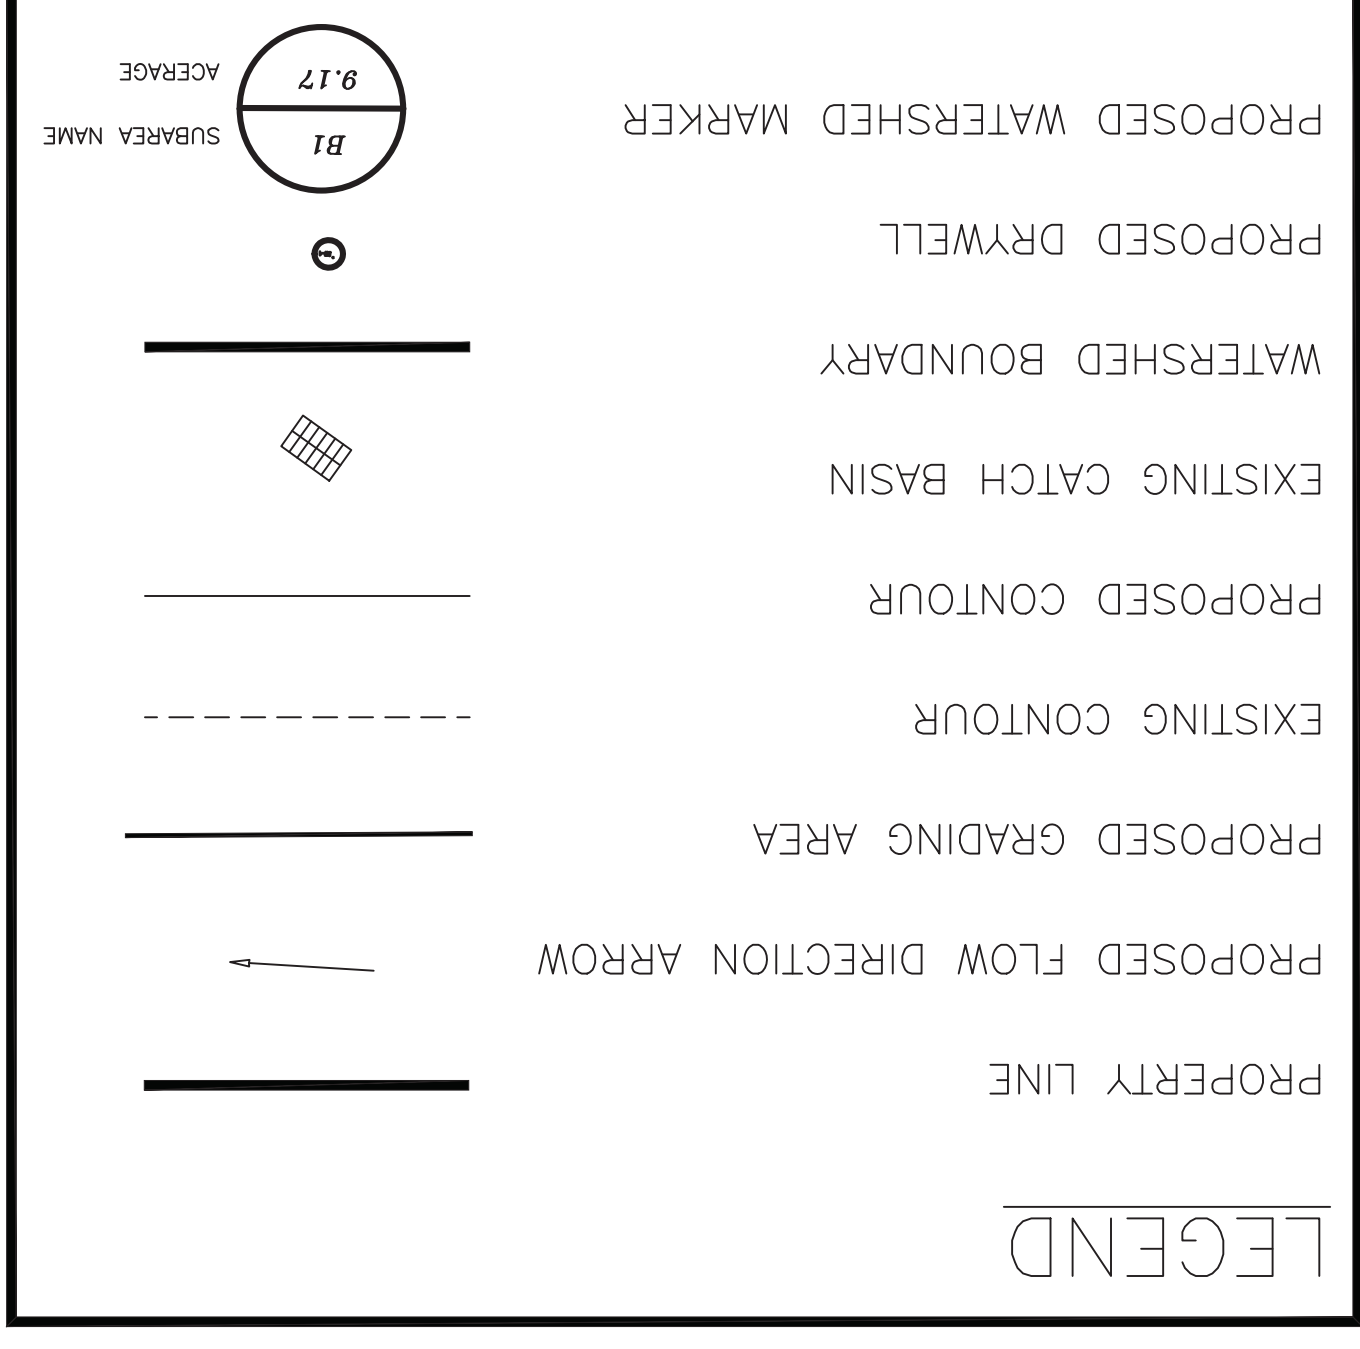 LEGEND
PROPERTY LINE
PROPOSED FLOW DIRECTION ARROW
PROPOSED GRADING AREA
EXISTING CONTOUR
PROPOSED CONTOUR
EXISTING CATCH BASIN
WATERSHED BOUNDARY
PROPOSED DRYWELL
PROPOSED WATERSHED MARKER
B1
SUBAREA NAME
9.17
ACERAGE